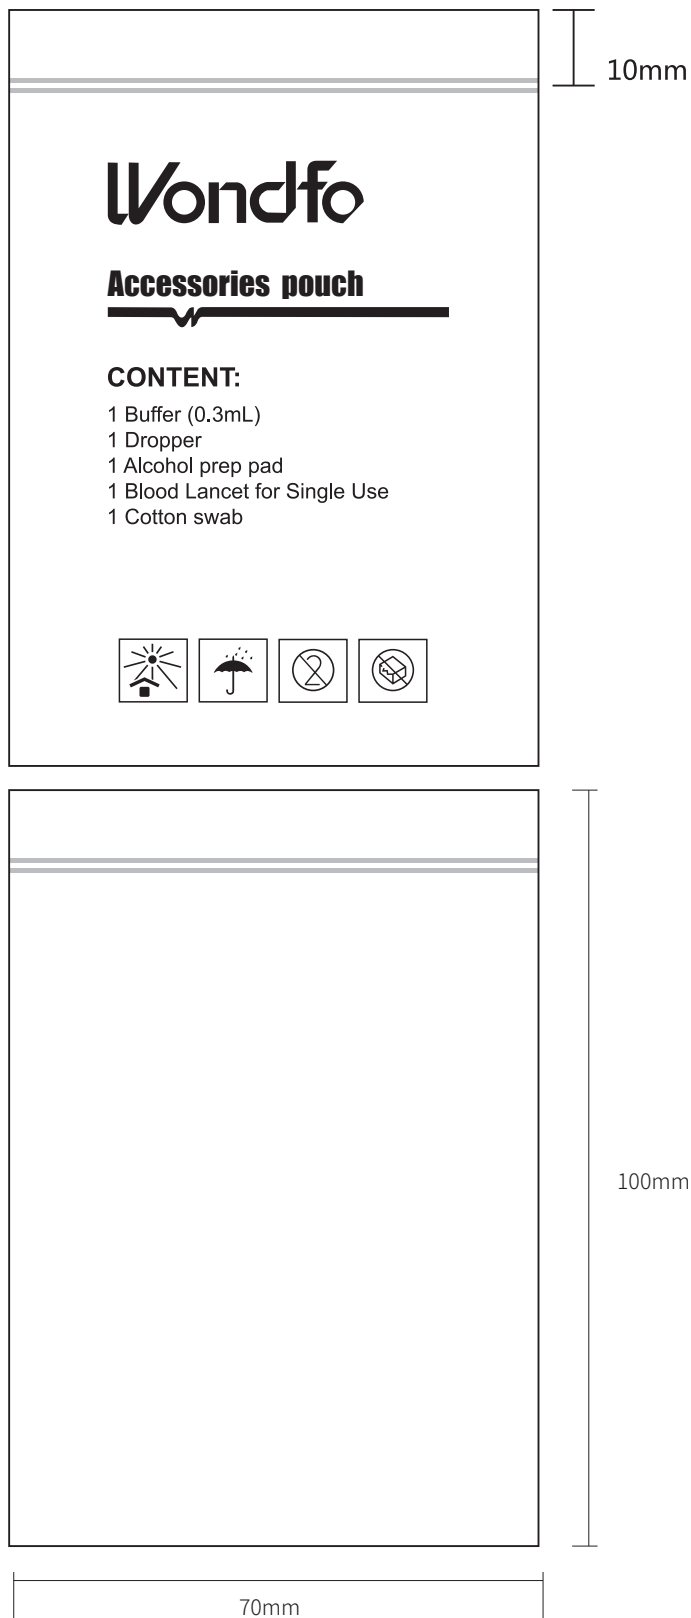 10mm
Wondfo
Accessories pouch
CONTENT:
1 Buffer (0.3mL)
1 Dropper
1 Alcohol prep pad
1 Blood Lancet for Single Use
1 Cotton swab
2
100mm
70mm